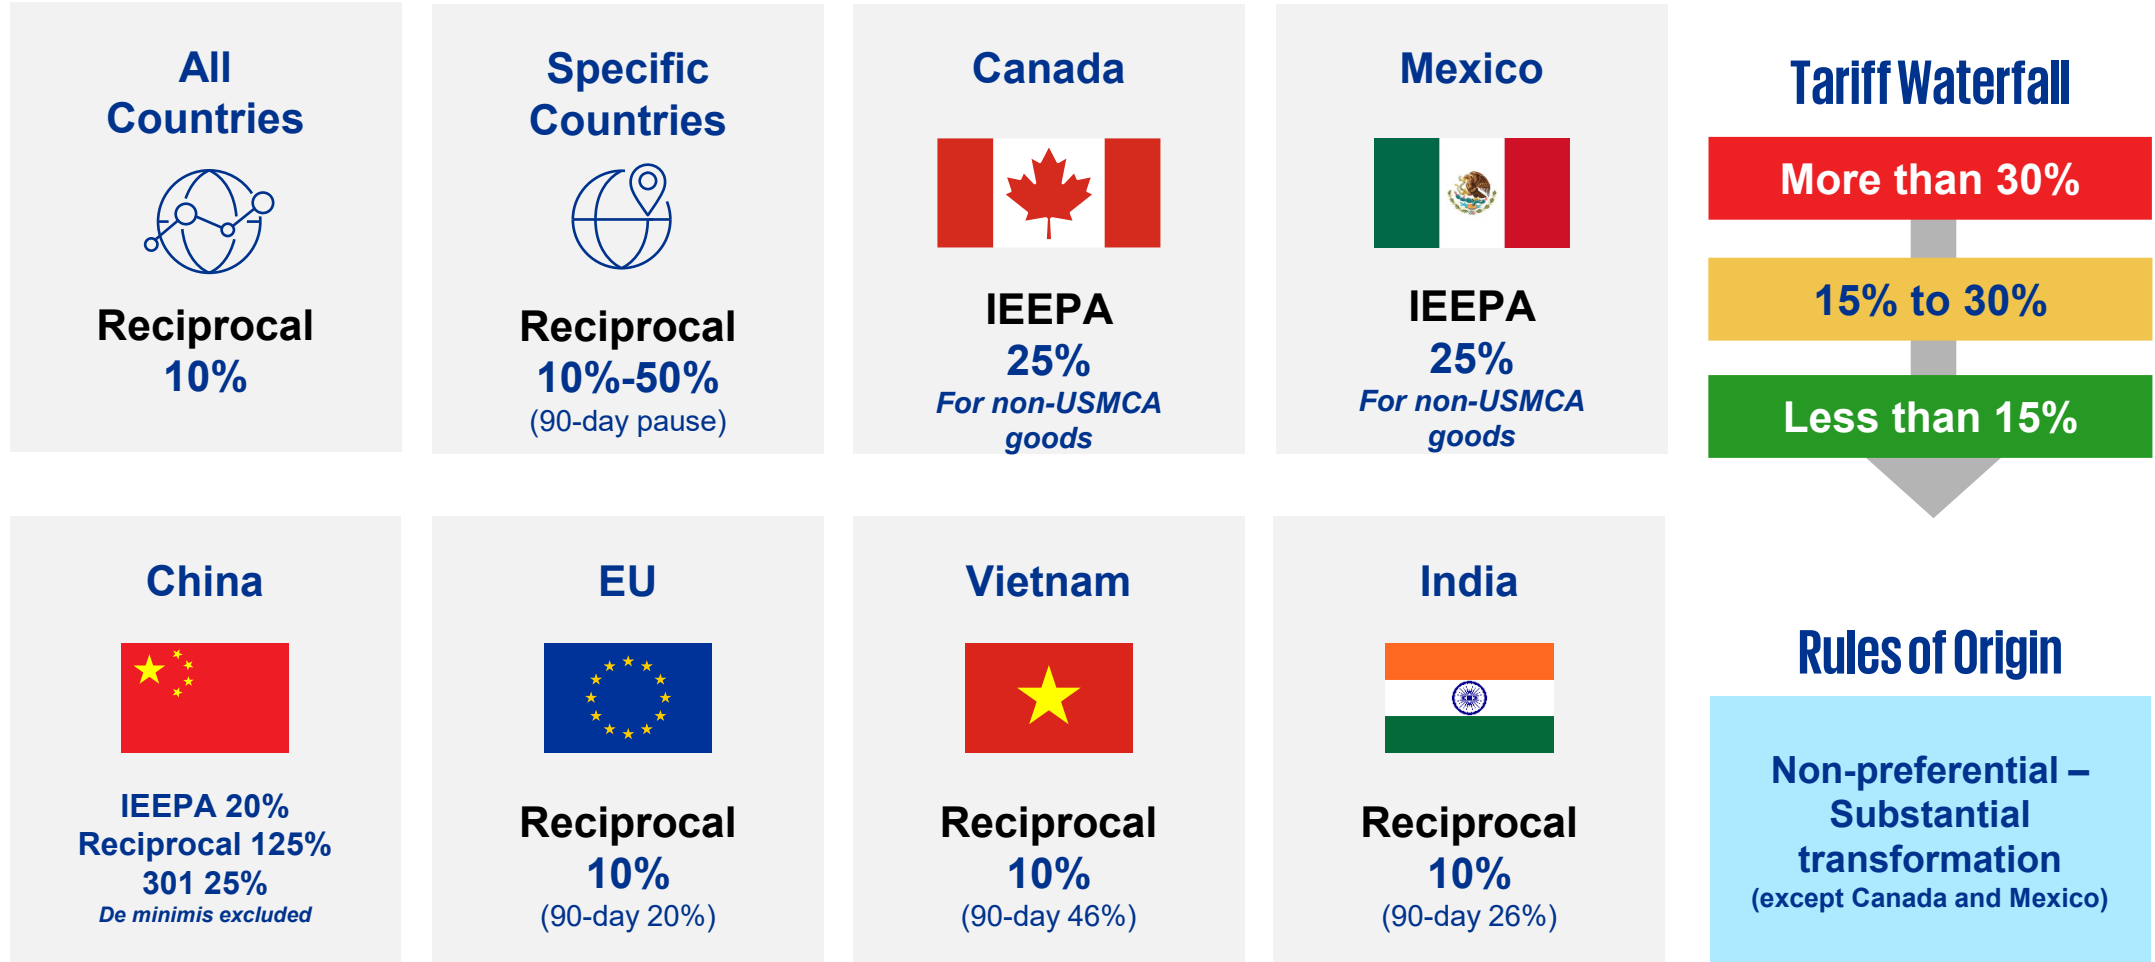 All
Countries
Reciprocal
10%
Specific
Countries
Reciprocal
10%-50%
(90-day pause)
Canada
IEEPA
25%
For non-USMCA
goods
Mexico
IEEPA
25%
For non-USMCA
goods
Tariff Waterfall
More than 30%
15% to 30%
Less than 15%
China
IEEPA 20%
Reciprocal 125%
301 25%
De minimis excluded
EU
Reciprocal
10%
(90-day 20%)
Vietnam
Reciprocal
10%
(90-day 46%)
India
Reciprocal
10%
(90-day 26%)
Rules of Origin
Non-preferential –
Substantial
transformation
(except Canada and Mexico)